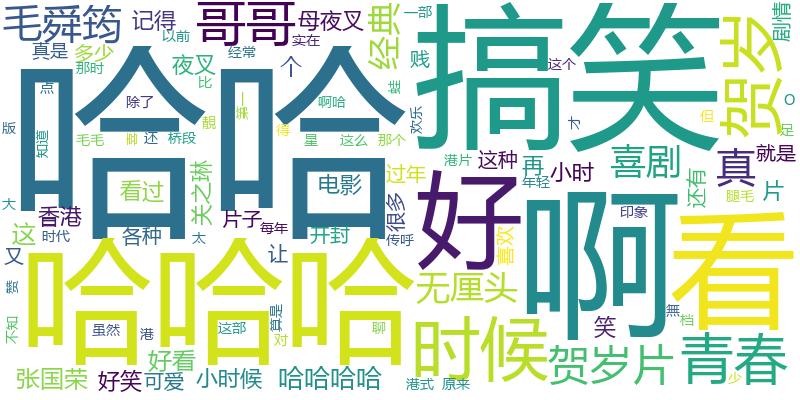 毛舜筠
记得
哥哥
母夜叉
经典
一部
搞笑
贺岁
剧情
真是
多少
以前
经常
实在
夜叉
个
贱
这个
那时
比
哈哈
点
除了
一
啊哈
蛙
欢乐
O
版
毛毛
还
桥段
靓
得
星
这么
那个
才
足
知道
看过
关之琳
电影
过年
港片
这种
再
小时
喜剧
真
就是
年轻
还有
腿毛
片
大
香港
片子
每年
很多
好
啊
印象
看
这
时代
各种
太
开封
传呼
喜欢
又
让
无厘头
無
赞
哈哈哈
虽然
港
这部
算是
对
聊
时候
笑
不知
好看
贺岁片
青春
少
张国荣
好笑
可爱
小时候
哈哈哈哈
港式
原来